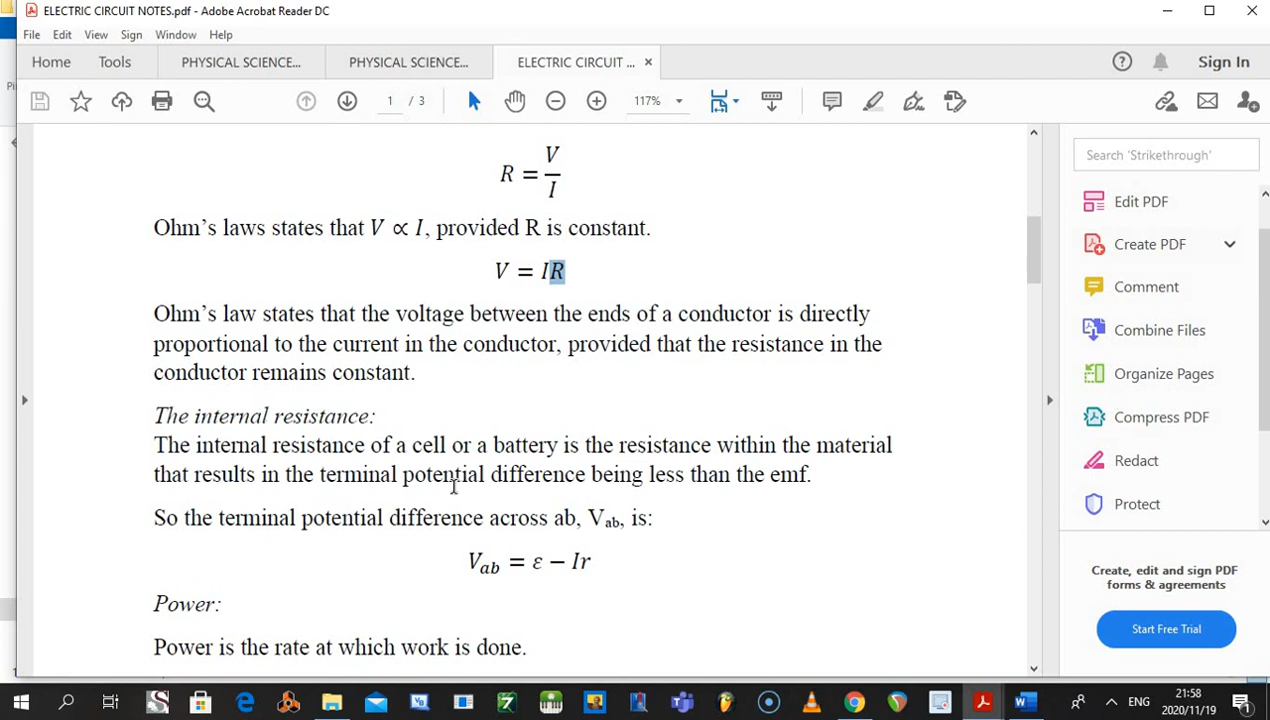 ELECTRIC CIRCUIT NOTES.pdf - Adobe Acrobat Reader DC
File Edit View Sign Window Help
Home Tools PHYSICAL SCIENCE... PHYSICAL SCIENCE... ELECTRIC CIRCUIT ... × Sign In
1 / 3 117%
R = V/I
Ohm’s laws states that V ∝ I, provided R is constant.
V = IR
Ohm’s law states that the voltage between the ends of a conductor is directly
proportional to the current in the conductor, provided that the resistance in the
conductor remains constant.
The internal resistance:
The internal resistance of a cell or a battery is the resistance within the material
that results in the terminal potential difference being less than the emf.
So the terminal potential difference across ab, Vab, is:
Vab = ε − Ir
Power:
Power is the rate at which work is done.
Search 'Strikethrough'
Edit PDF
Create PDF
Comment
Combine Files
Organize Pages
Compress PDF
Redact
Protect
Create, edit and sign PDF
forms & agreements
Start Free Trial
ENG
21:58
2020/11/19